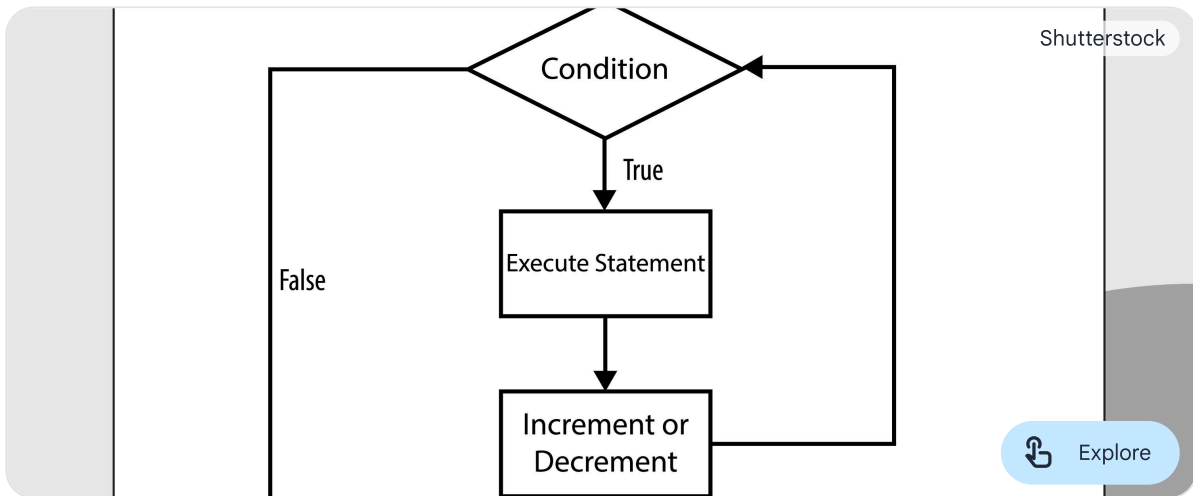 Shutterstock
Condition
True
Execute Statement
False
Increment or
Decrement
Explore